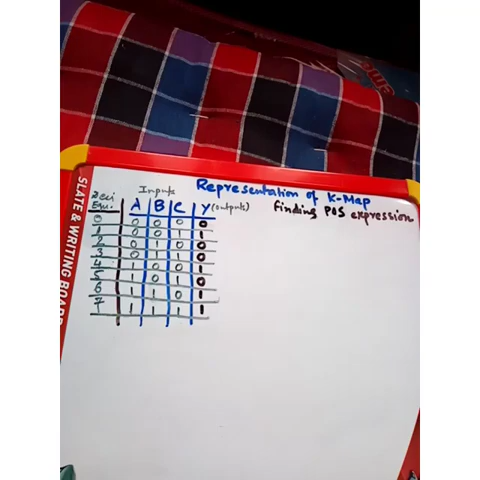 Representation of K-Map
Finding POS expression
Inputs
Deci Equ. A B C Y (outputs)
0 0 0 0 0
1 0 0 1 1
2 0 1 0 0
3 0 1 1 0
4 1 0 0 1
5 1 0 1 0
6 1 1 0 1
7 1 1 1 1
SLATE & WRITING BOARD